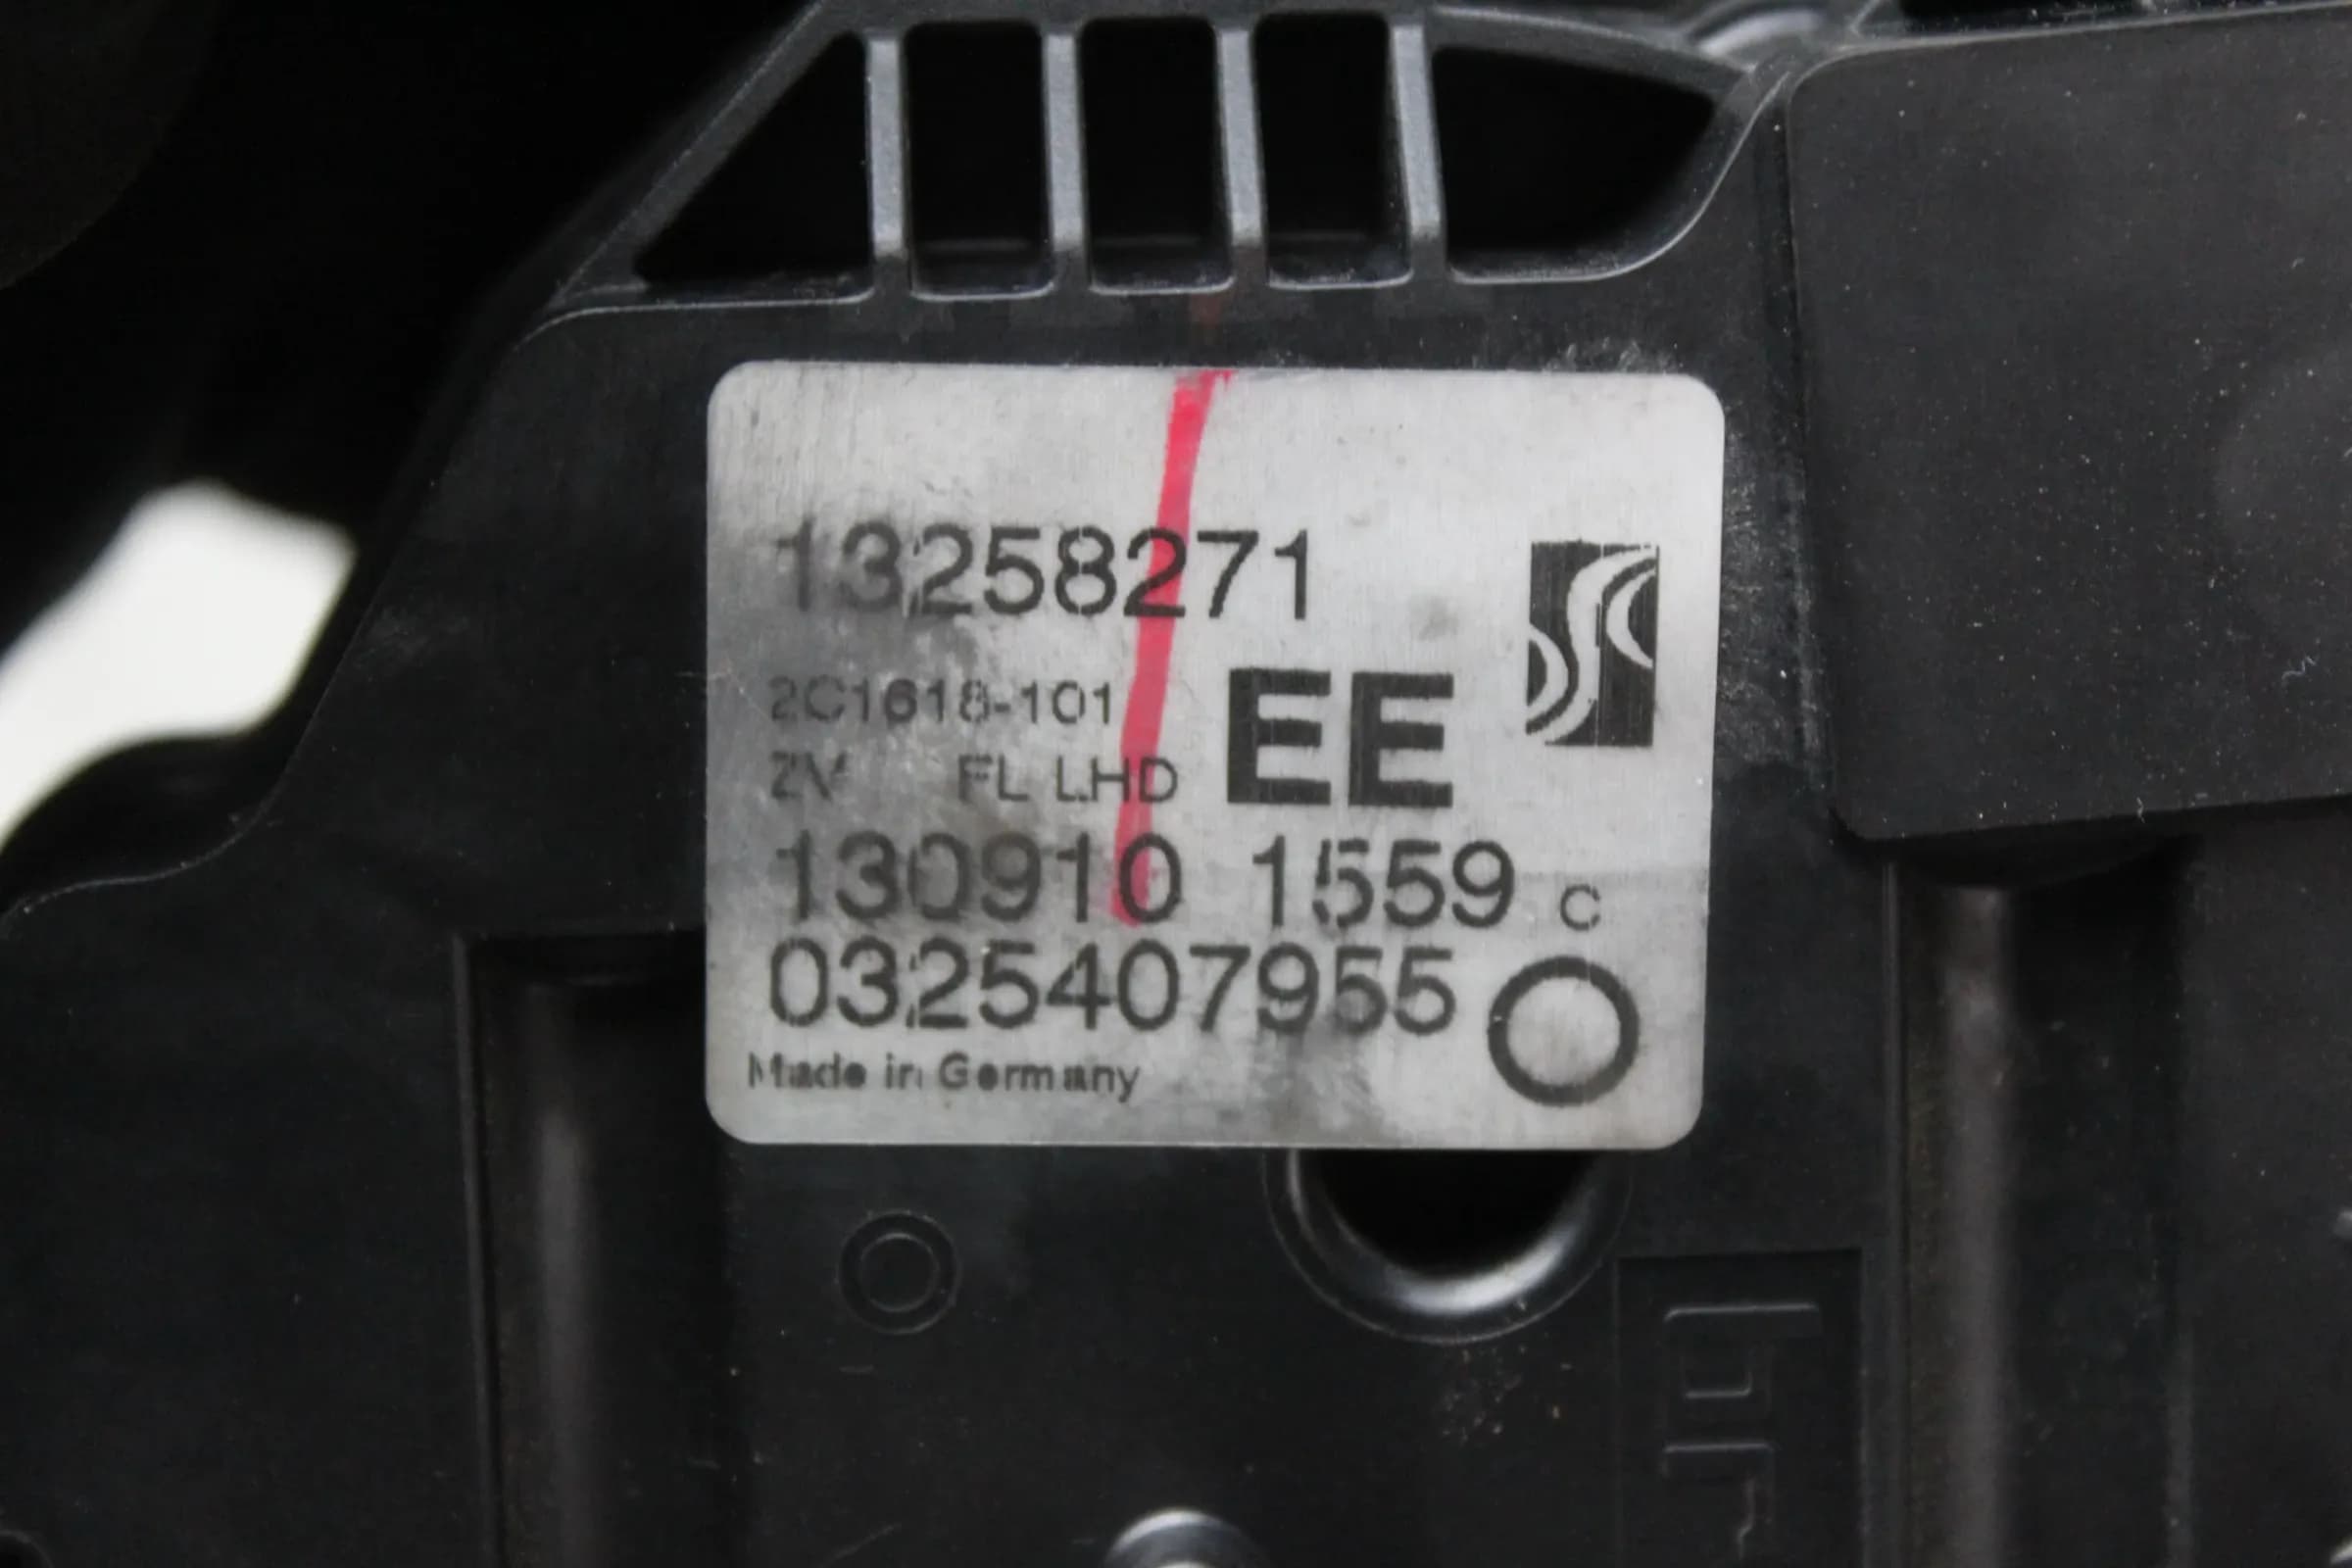 13258271
2C1618-101
EE
ZV FL LHD
130910 1559 C
0325407955
Made in Germany